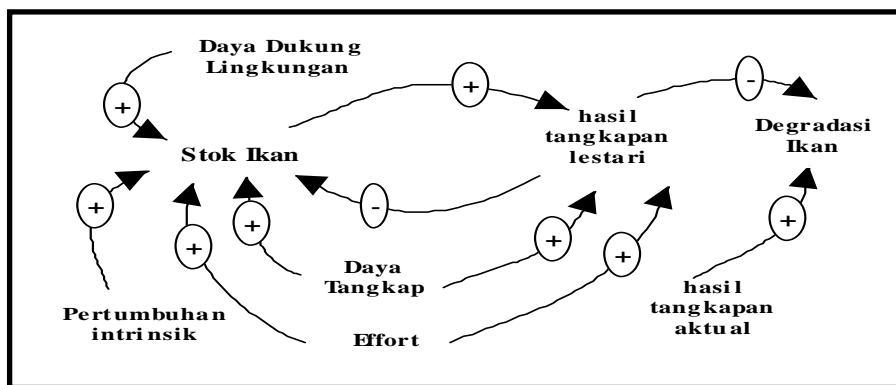 Daya Dukung
Lingkungan
+
+
-
hasil
tangkapan
lestari
Degradasi
Ikan
Stok Ikan
+
+
+
-
+
+
+
Daya
Tangkap
hasil
tangkapan
aktual
Pertumbuhan
intrinsik
Effort